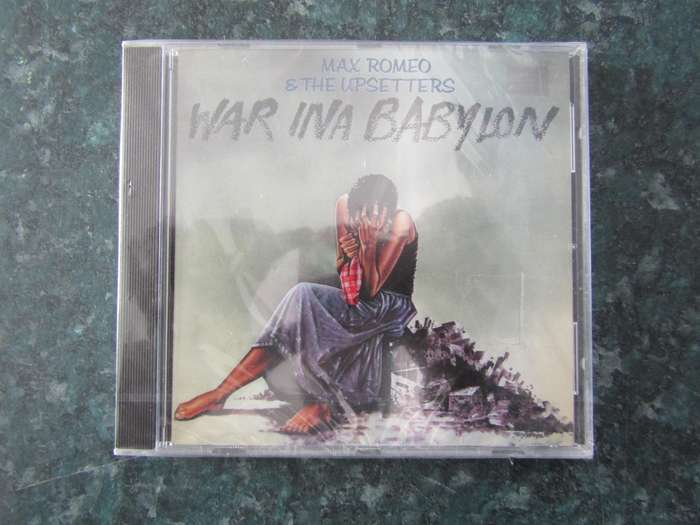 MAX ROMEO
& THE UPSETTERS
WAR INA BABYLON